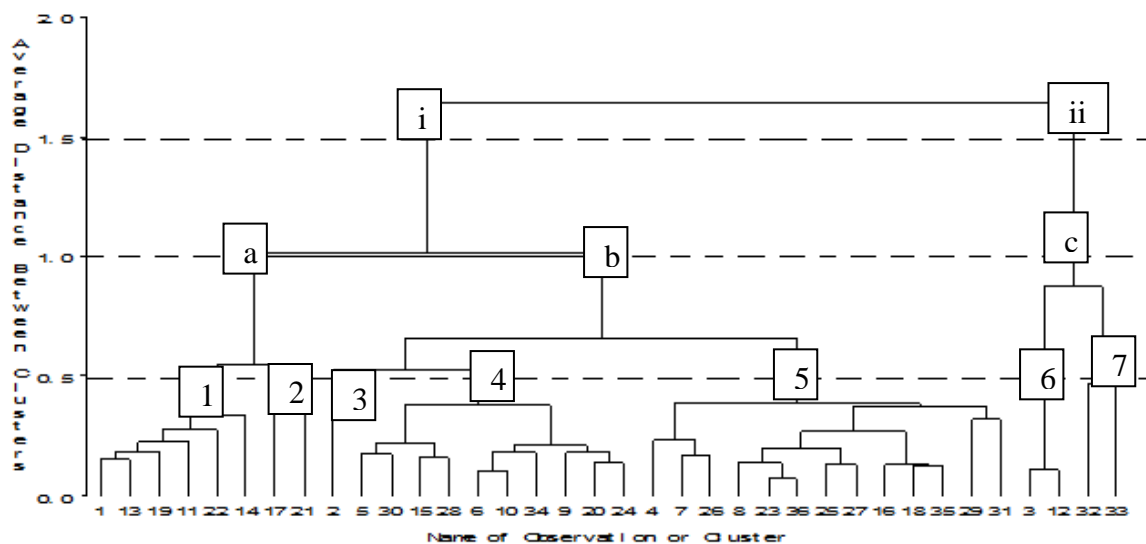 2.0
i ii
1.5
a b c
1.0
1 2 3 4 5 6 7
0.5
0.0
1 13 19 11 22 14 17 21 2 5 30 15 28 6 10 34 9 20 24 4 7 26 8 23 36 25 27 16 18 35 29 31 3 12 32 33
Name of Observation or Cluster
Average Distance Between Clusters